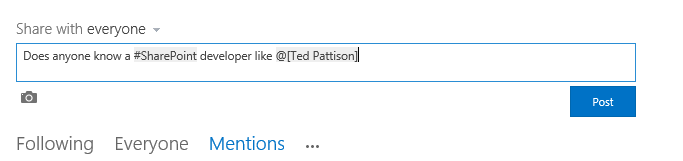 Share with everyone
Does anyone know a #SharePoint developer like @[Ted Pattison]
Post
Following Everyone Mentions ...